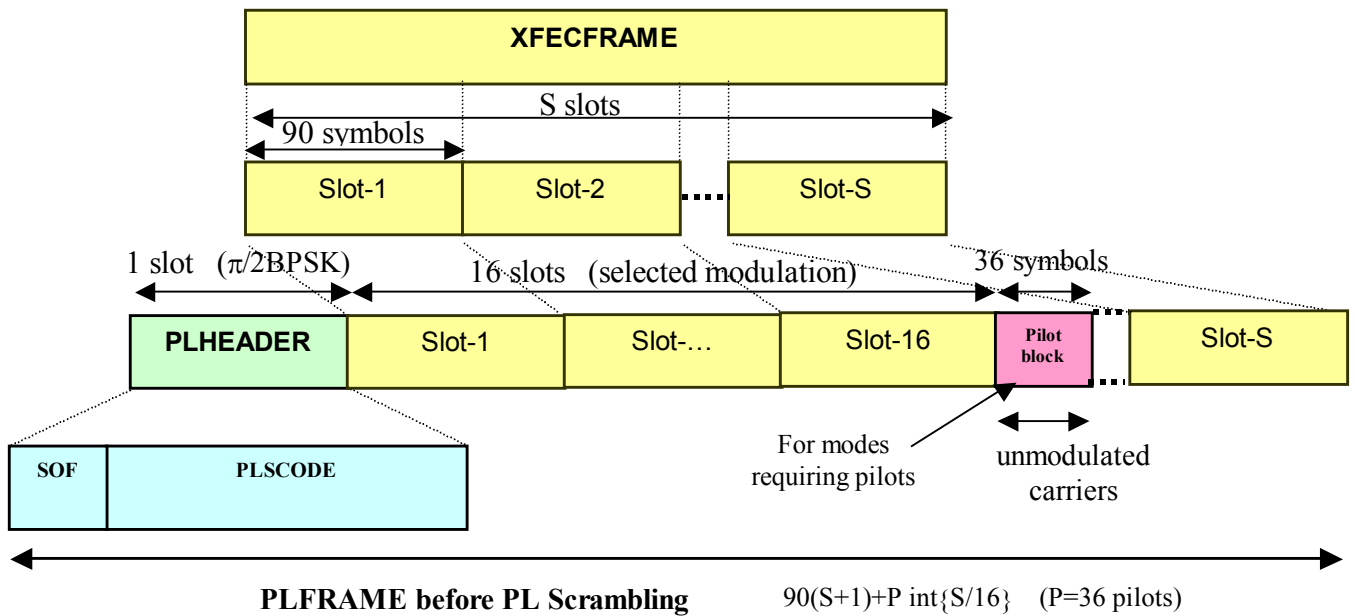 XFECFRAME
S slots
90 symbols
Slot-1 Slot-2 Slot-S
1 slot (π/2BPSK) 16 slots (selected modulation) 36 symbols
PLHEADER Slot-1 Slot-... Slot-16 Pilot block Slot-S
For modes requiring pilots
unmodulated carriers
SOF PLSCODE
PLFRAME before PL Scrambling 90(S+1)+P int{S/16} (P=36 pilots)